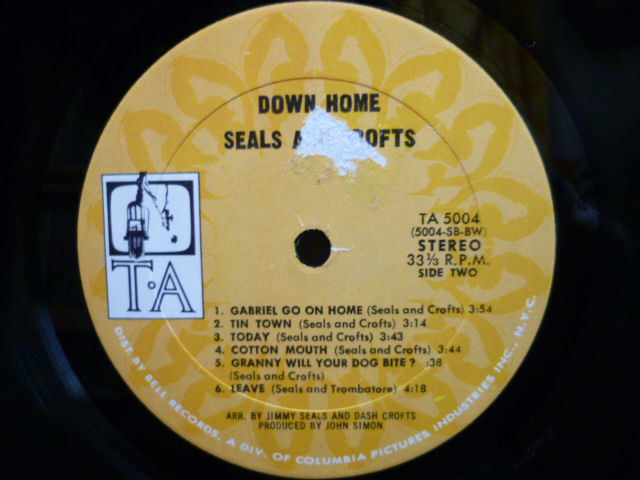 DOWN HOME
SEALS A CROFTS
T·A
TA 5004
(5004-SB-BW)
STEREO
33⅓ R.P.M.
SIDE TWO
1. GABRIEL GO ON HOME (Seals and Crofts) 3:54
2. TIN TOWN (Seals and Crofts) 3:14
3. TODAY (Seals and Crofts) 3:43
4. COTTON MOUTH (Seals and Crofts) 3:44
5. GRANNY WILL YOUR DOG BITE? :38
(Seals and Crofts)
6. LEAVE (Seals and Trombatore) 4:18
ARR. BY JIMMY SEALS AND DASH CROFTS
PRODUCED BY JOHN SIMON
DIST. BY BELL RECORDS, A DIV. OF COLUMBIA PICTURES INDUSTRIES INC., N.Y.C.